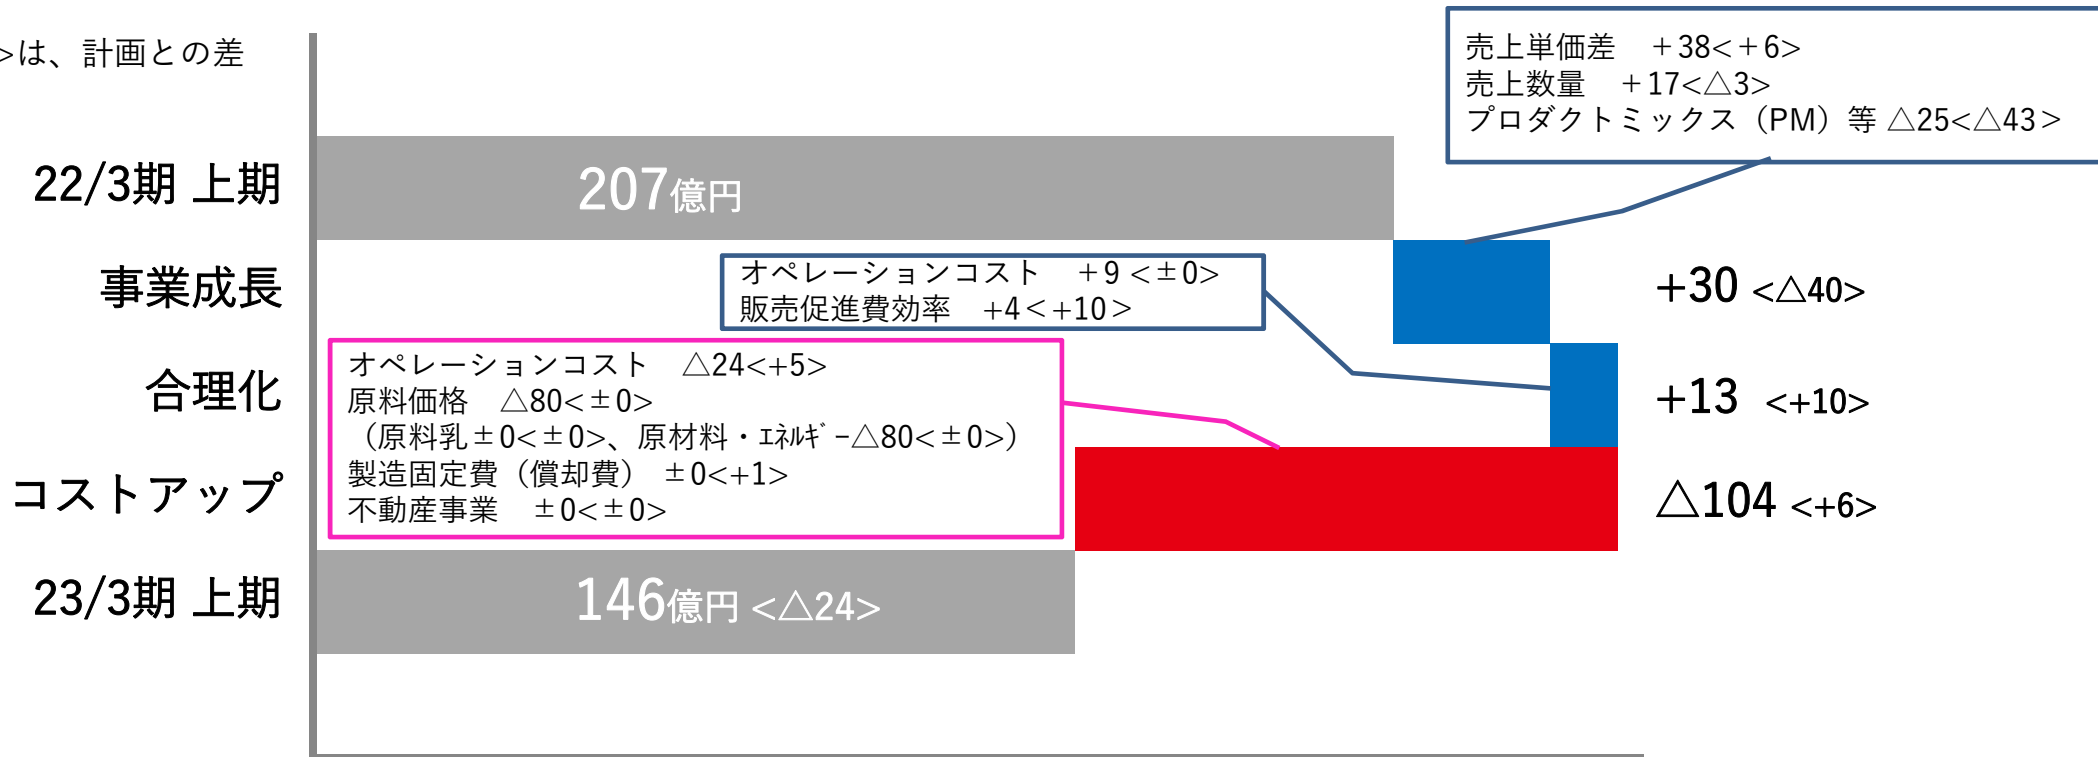 >は、計画との差
売上単価差 +38<+6>
売上数量 +17<△3>
プロダクトミックス（PM）等 △25<△43>
22/3期 上期
207億円
事業成長
オペレーションコスト +9 <±0>
販売促進費効率 +4<+10>
+30 <△40>
合理化
+13 <+10>
オペレーションコスト △24<+5>
原料価格 △80<±0>
（原料乳±0<±0>、原材料・ｴﾈﾙｷﾞｰ△80<±0>）
製造固定費（償却費） ±0<+1>
不動産事業 ±0<±0>
コストアップ
△104 <+6>
23/3期 上期
146億円 <△24>